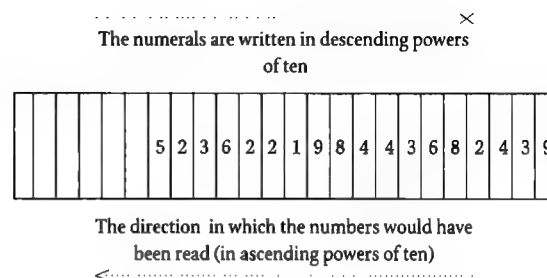 The numerals are written in descending powers
of ten
5 2 3 6 2 2 1 9 8 4 4 3 6 8 2 4 3 9
The direction in which the numbers would have
been read (in ascending powers of ten)